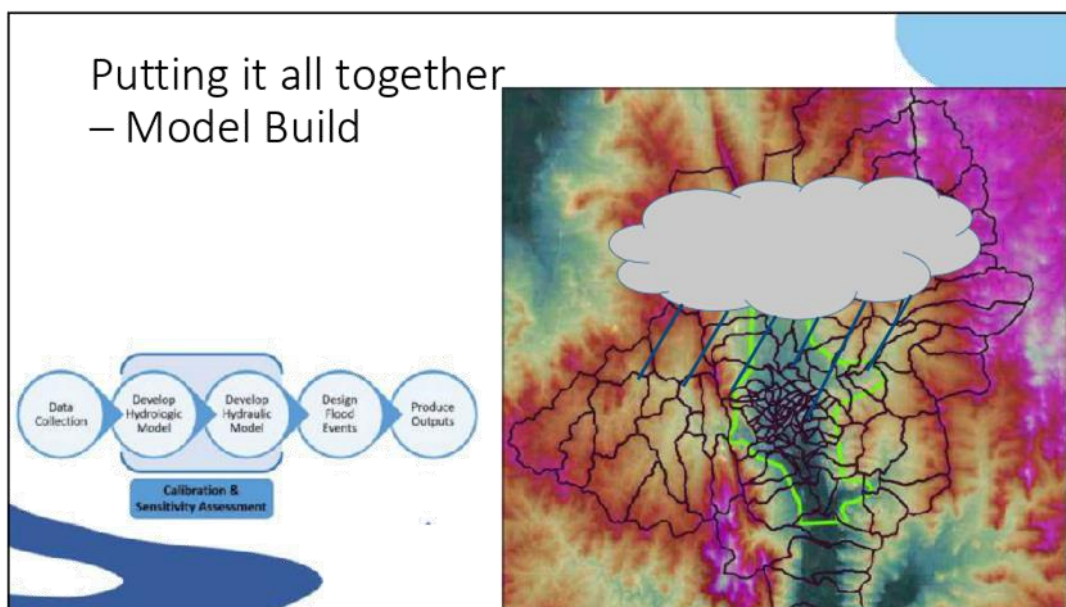 Putting it all together
– Model Build
Data
Collection
Develop
Hydrologic
Model
Develop
Hydraulic
Model
Design
Flood
Events
Produce
Outputs
Calibration &
Sensitivity Assessment